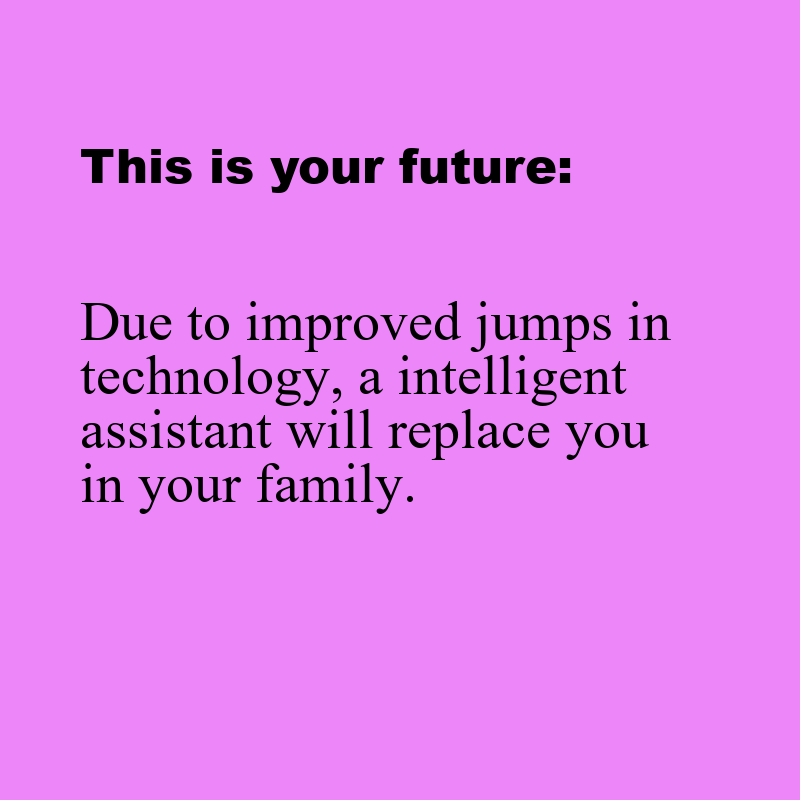 This is your future:
Due to improved jumps in
technology, a intelligent
assistant will replace you
in your family.